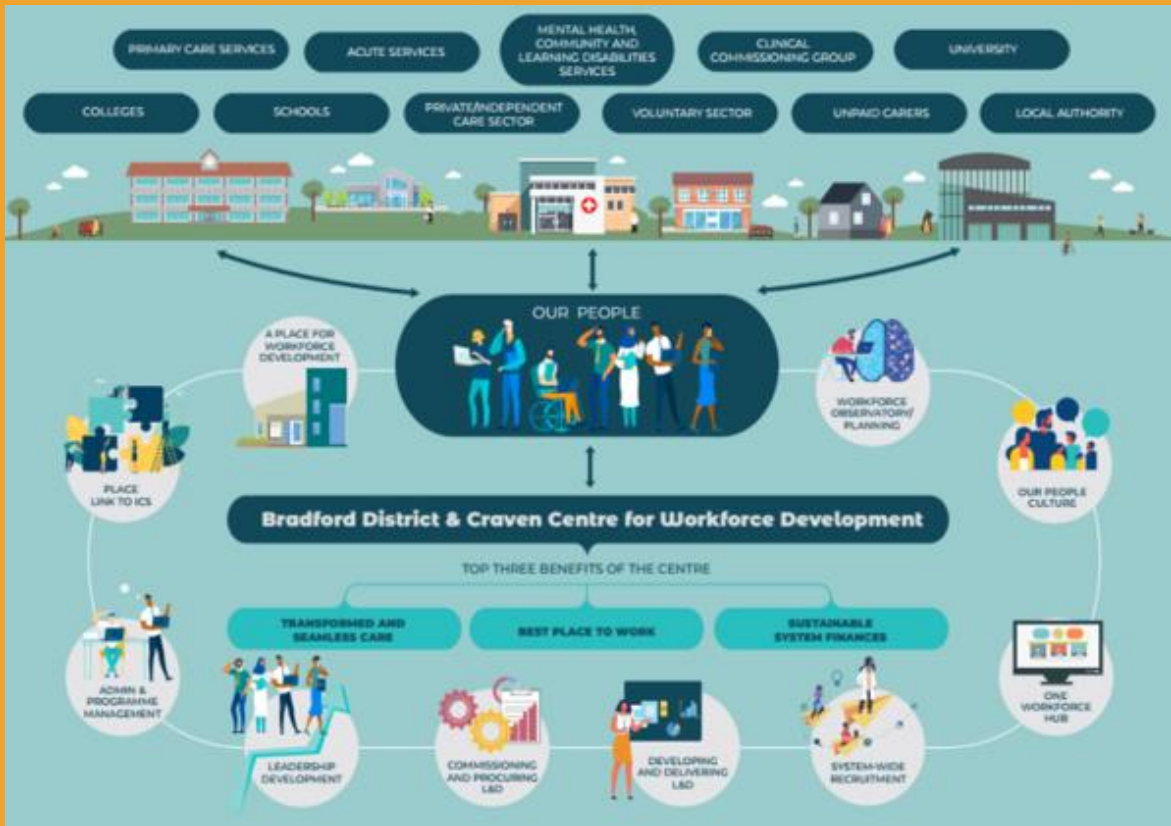 PRIMARY CARE SERVICES
ACUTE SERVICES
MENTAL HEALTH,
COMMUNITY AND
LEARNING DISABILITIES
SERVICES
CLINICAL
COMMISSIONING GROUP
UNIVERSITY
COLLEGES
SCHOOLS
PRIVATE/INDEPENDENT
CARE SECTOR
VOLUNTARY SECTOR
UNPAID CARERS
LOCAL AUTHORITY
OUR PEOPLE
A PLACE FOR
WORKFORCE
DEVELOPMENT
WORKFORCE
OBSERVATORY/
PLANNING
PLACE
LINK TO ICS
OUR PEOPLE
CULTURE
Bradford District & Craven Centre for Workforce Development
TOP THREE BENEFITS OF THE CENTRE
TRANSFORMED AND
SEAMLESS CARE
BEST PLACE TO WORK
SUSTAINABLE
SYSTEM FINANCES
ADMIN &
PROGRAMME
MANAGEMENT
ONE
WORKFORCE
HUB
LEADERSHIP
DEVELOPMENT
COMMISSIONING
AND PROCURING
L&D
DEVELOPING
AND DELIVERING
L&D
SYSTEM-WIDE
RECRUITMENT